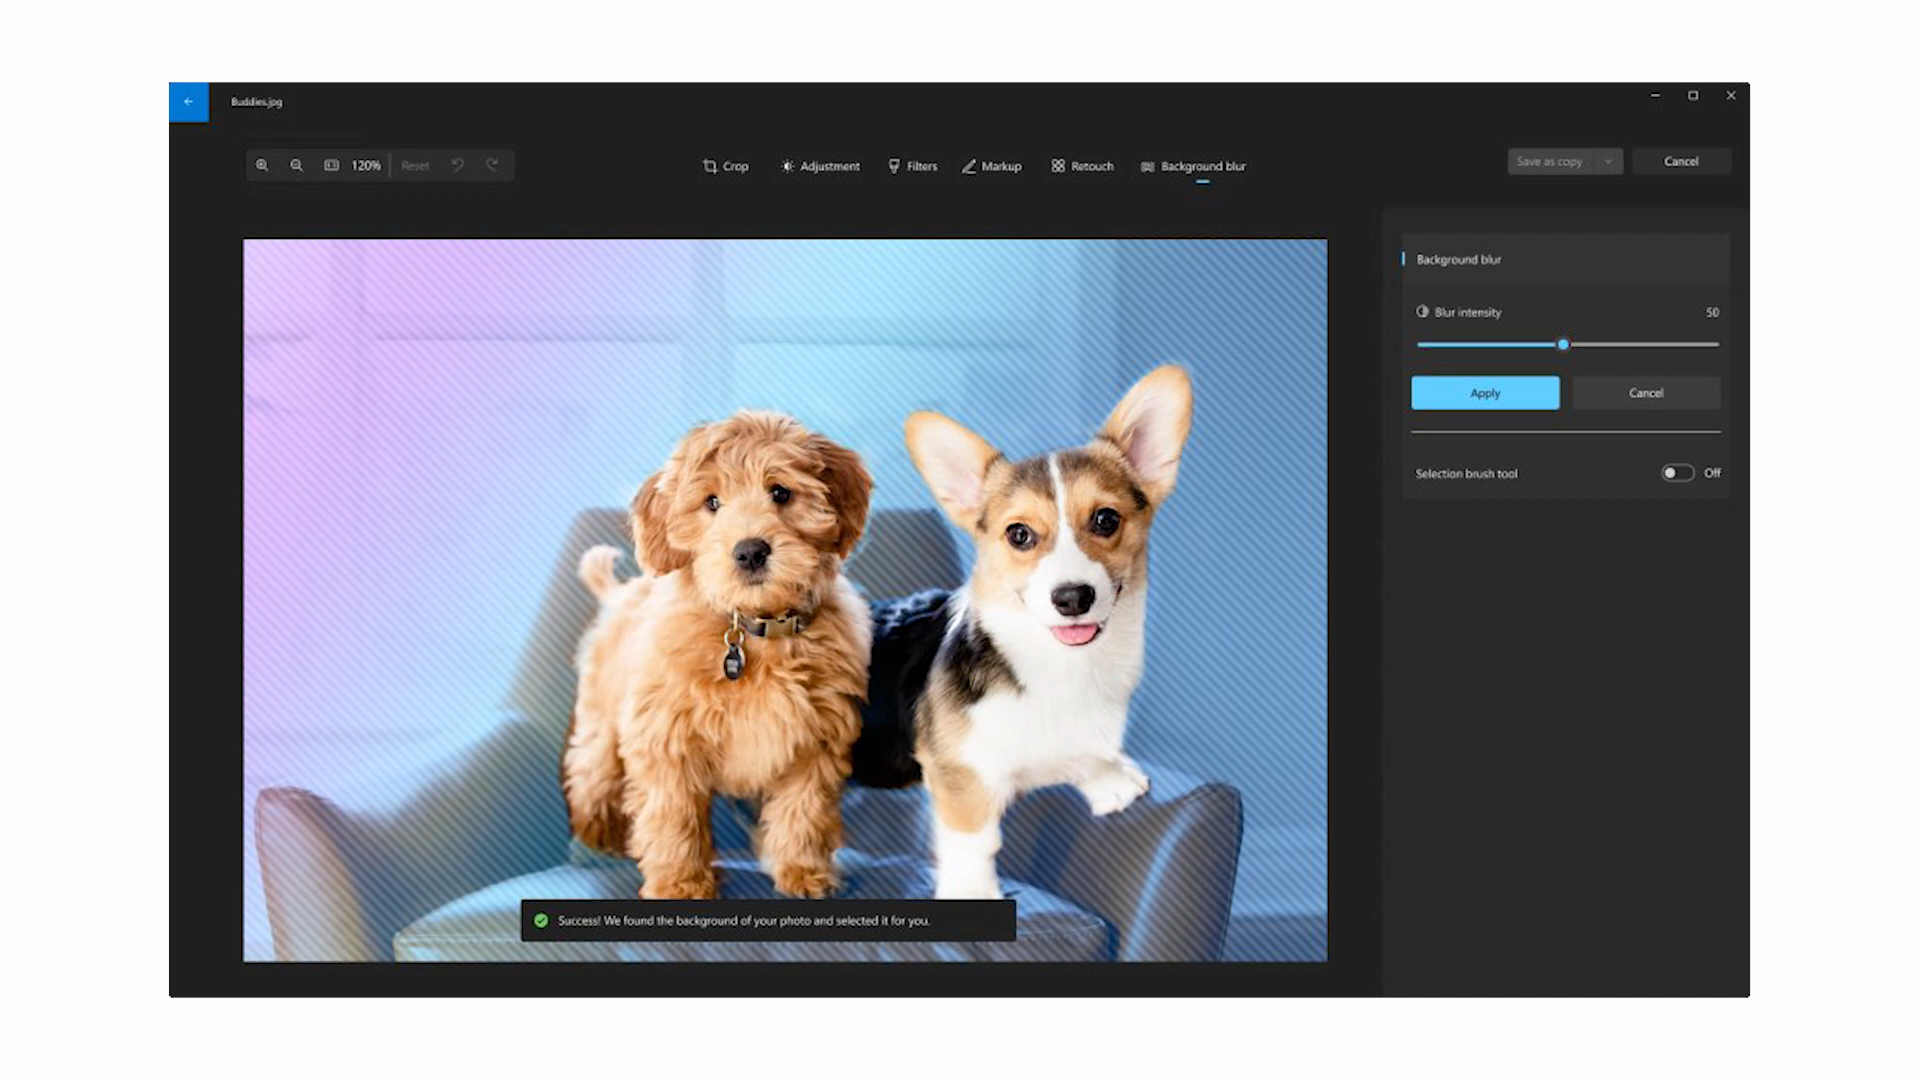 Buddies.jpg
120% Reset
Crop Adjustment Filters Markup Retouch Background blur
Save as copy Cancel
Background blur
Blur intensity 50
Apply Cancel
Selection brush tool Off
Success! We found the background of your photo and selected it for you.